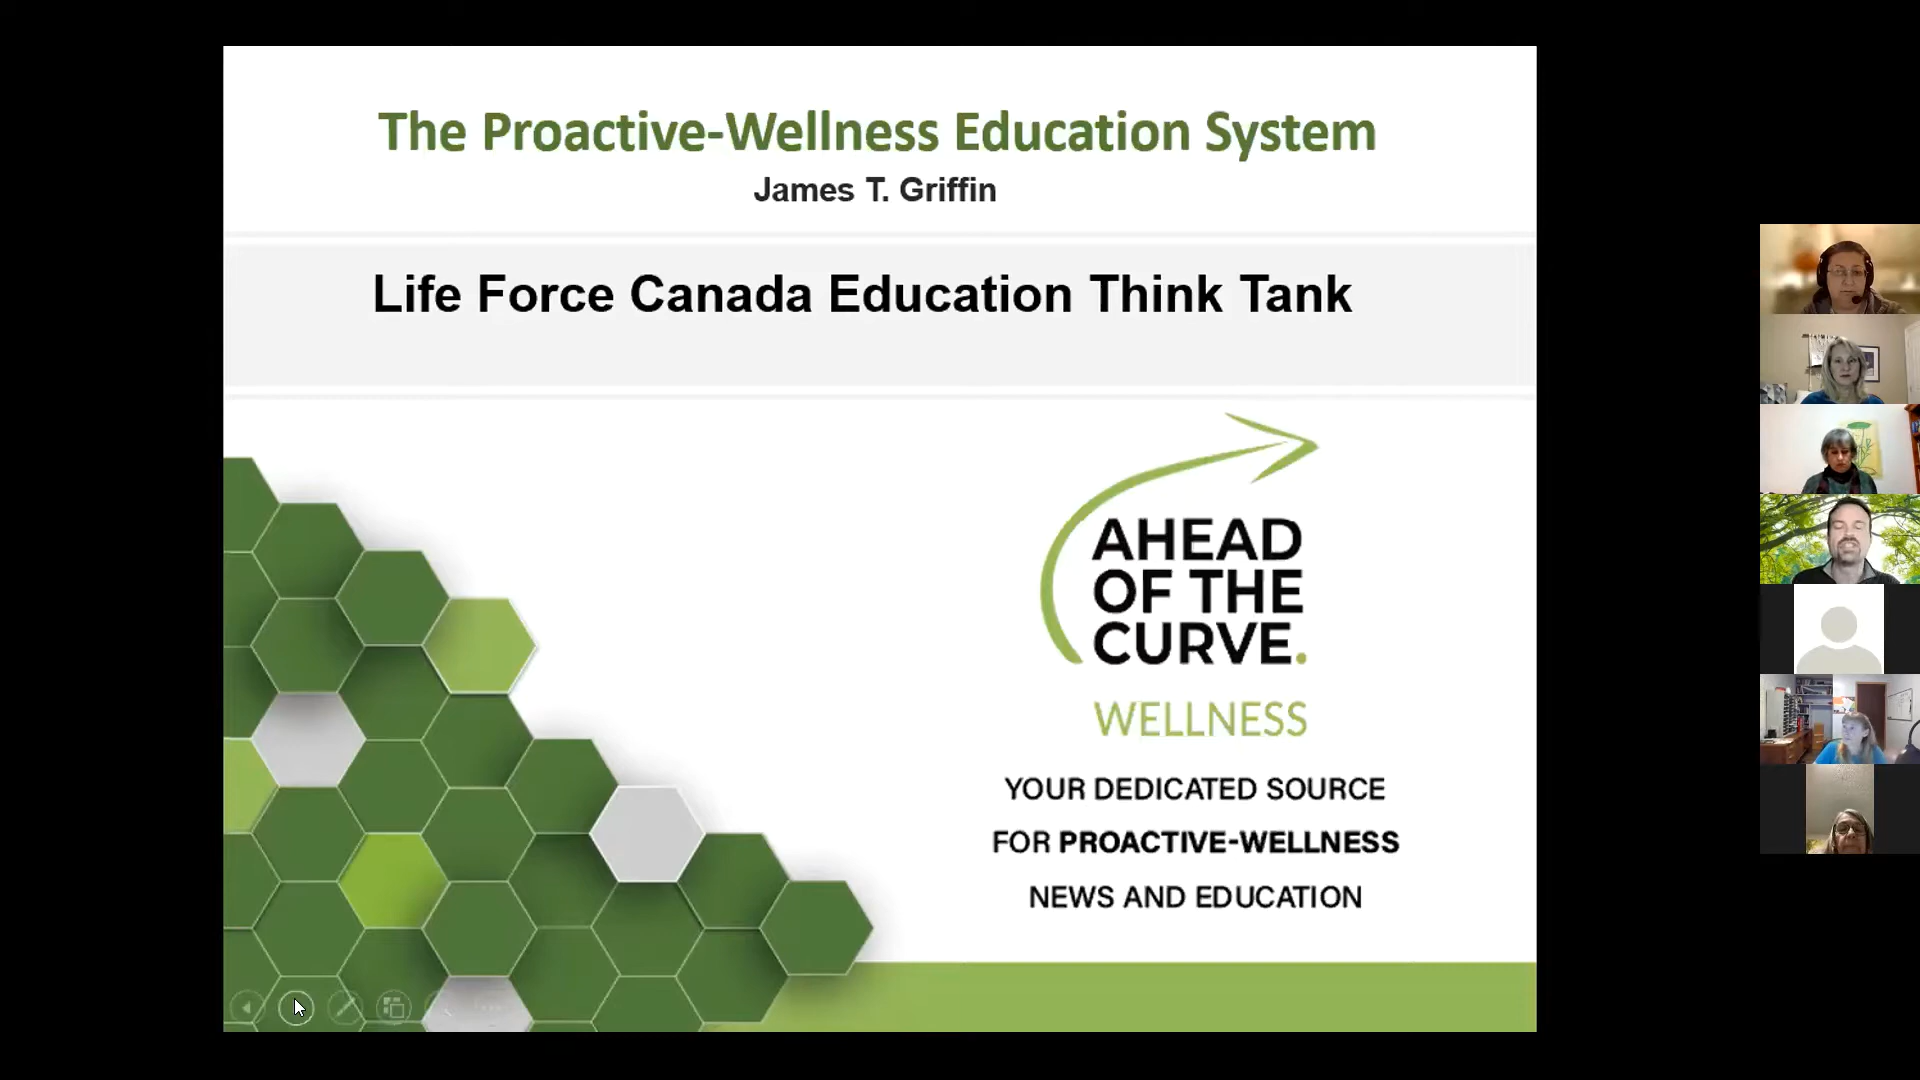 The Proactive-Wellness Education System
James T. Griffin
Life Force Canada Education Think Tank
AHEAD
OF THE
CURVE.
WELLNESS
YOUR DEDICATED SOURCE
FOR PROACTIVE-WELLNESS
NEWS AND EDUCATION